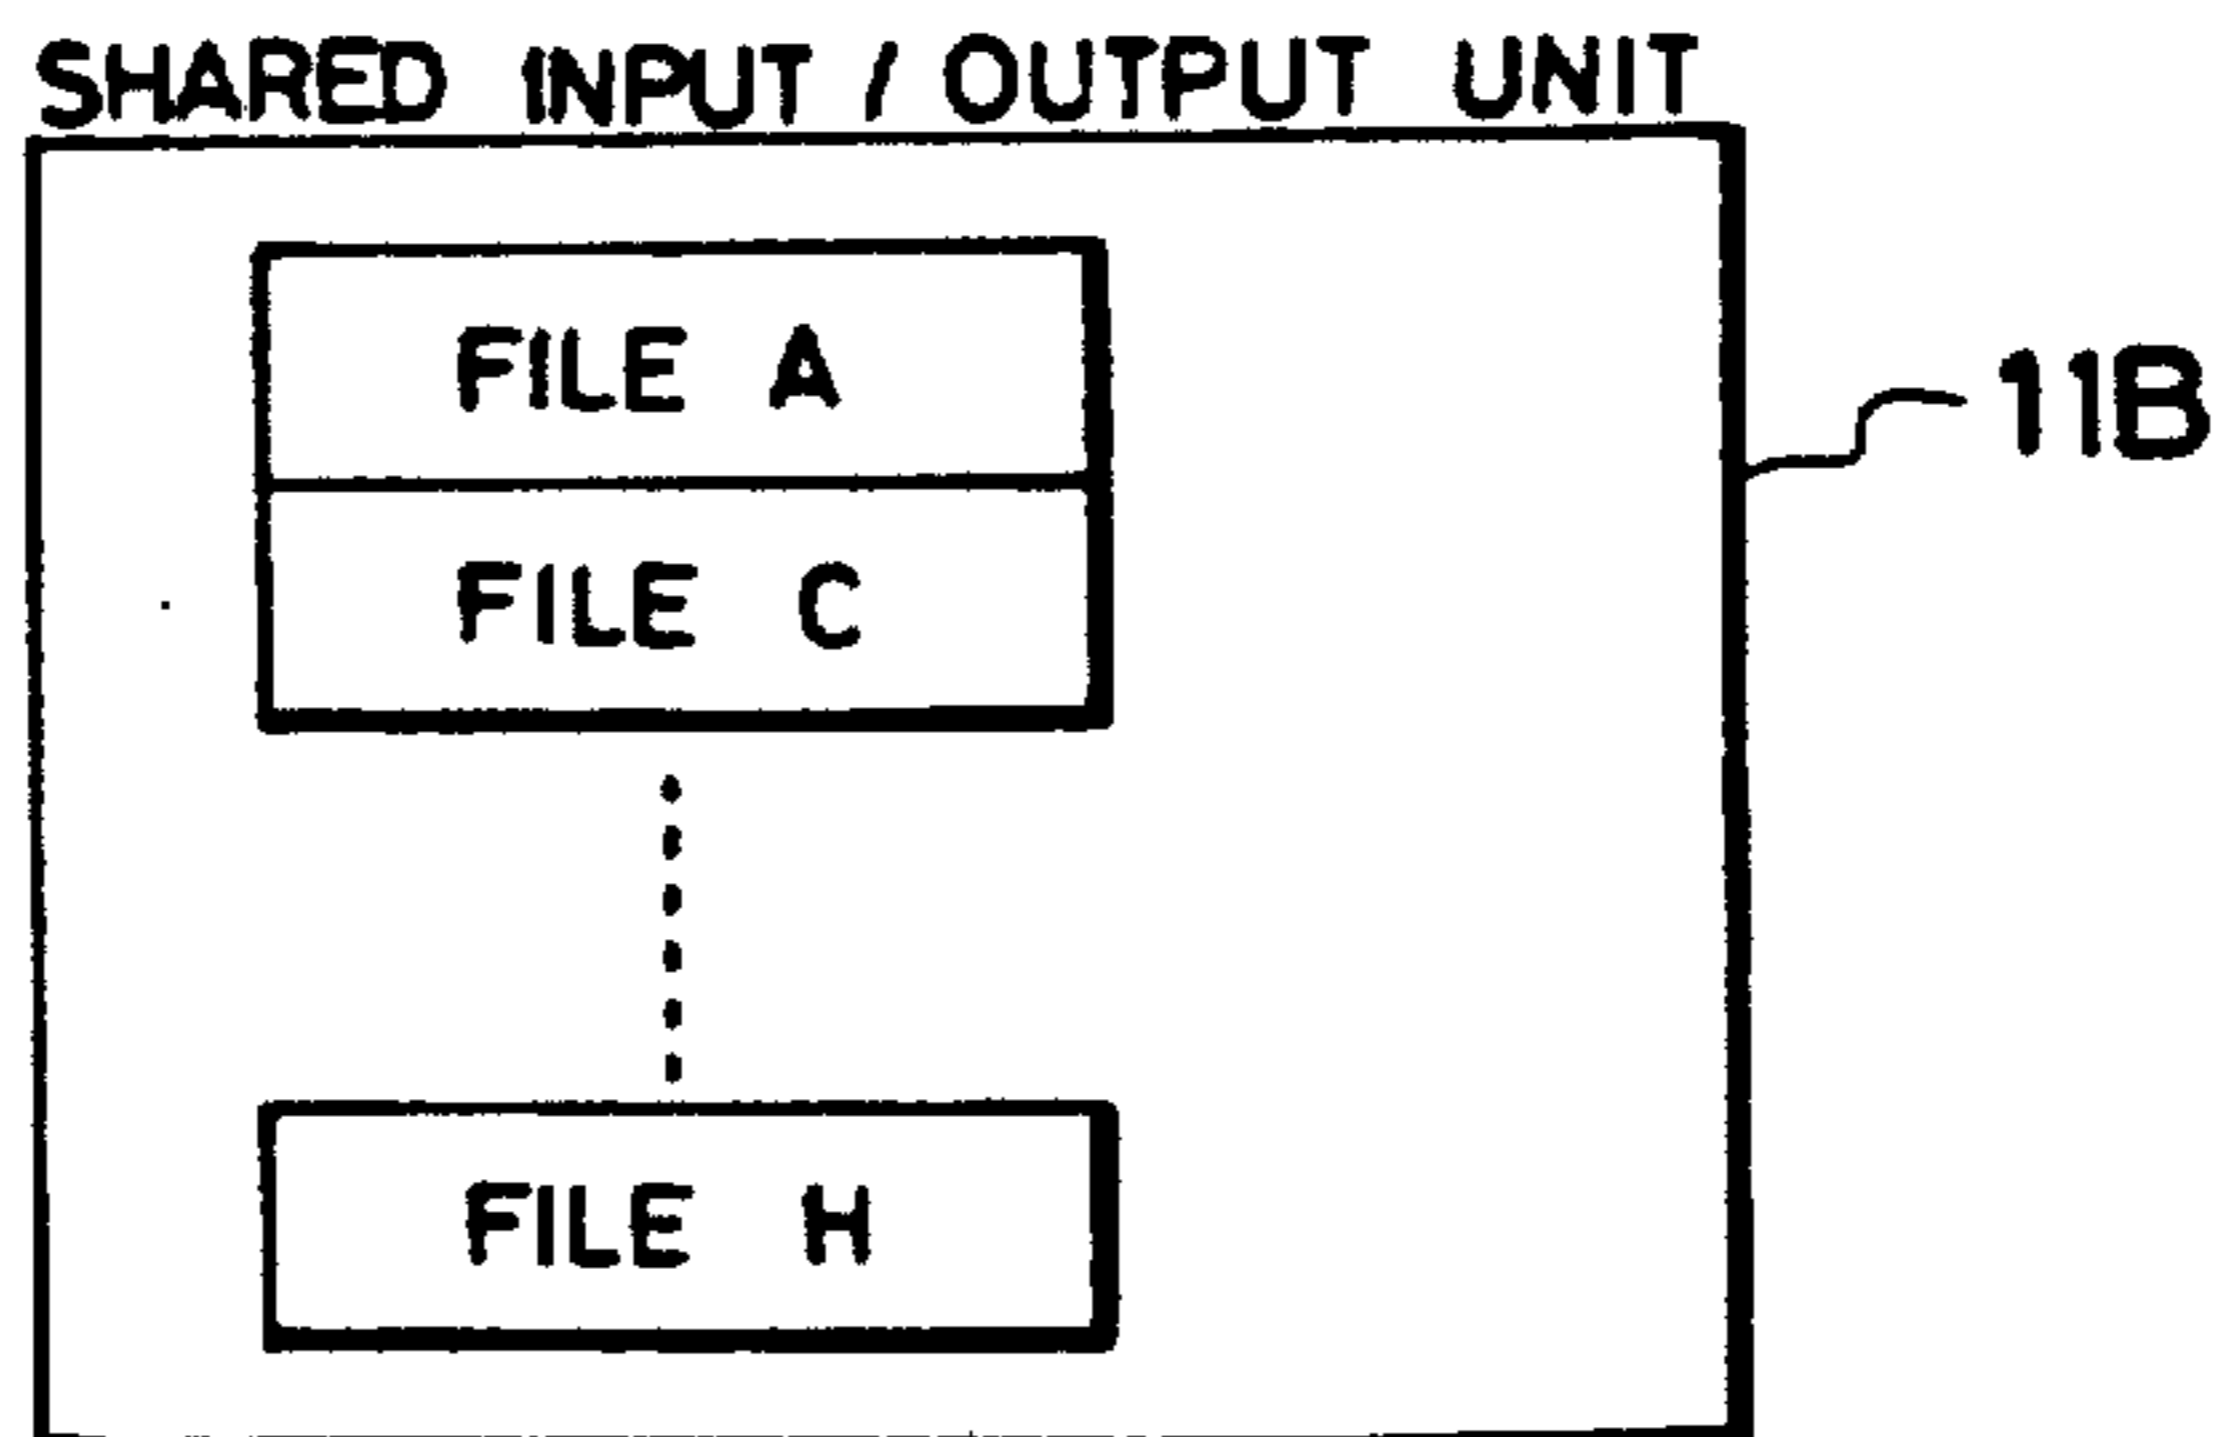 SHARED INPUT / OUTPUT UNIT
FILE A
11B
FILE C
FILE H